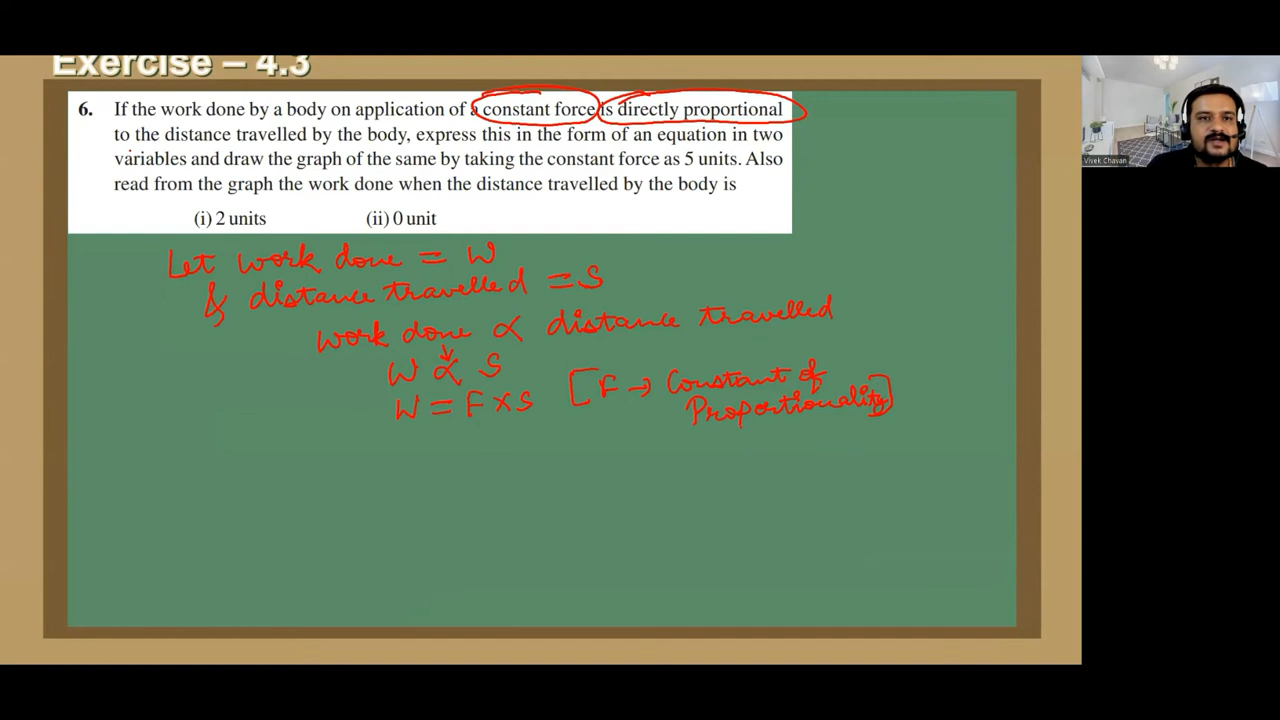 Exercise – 4.3
6. If the work done by a body on application of a constant force is directly proportional
to the distance travelled by the body, express this in the form of an equation in two
variables and draw the graph of the same by taking the constant force as 5 units. Also
read from the graph the work done when the distance travelled by the body is
(i) 2 units (ii) 0 unit
Let work done = W
& distance travelled = S
work done ∝ distance travelled
W ∝ S
W = F × S [F → Constant of
Proportionality]
Vivek Chavan